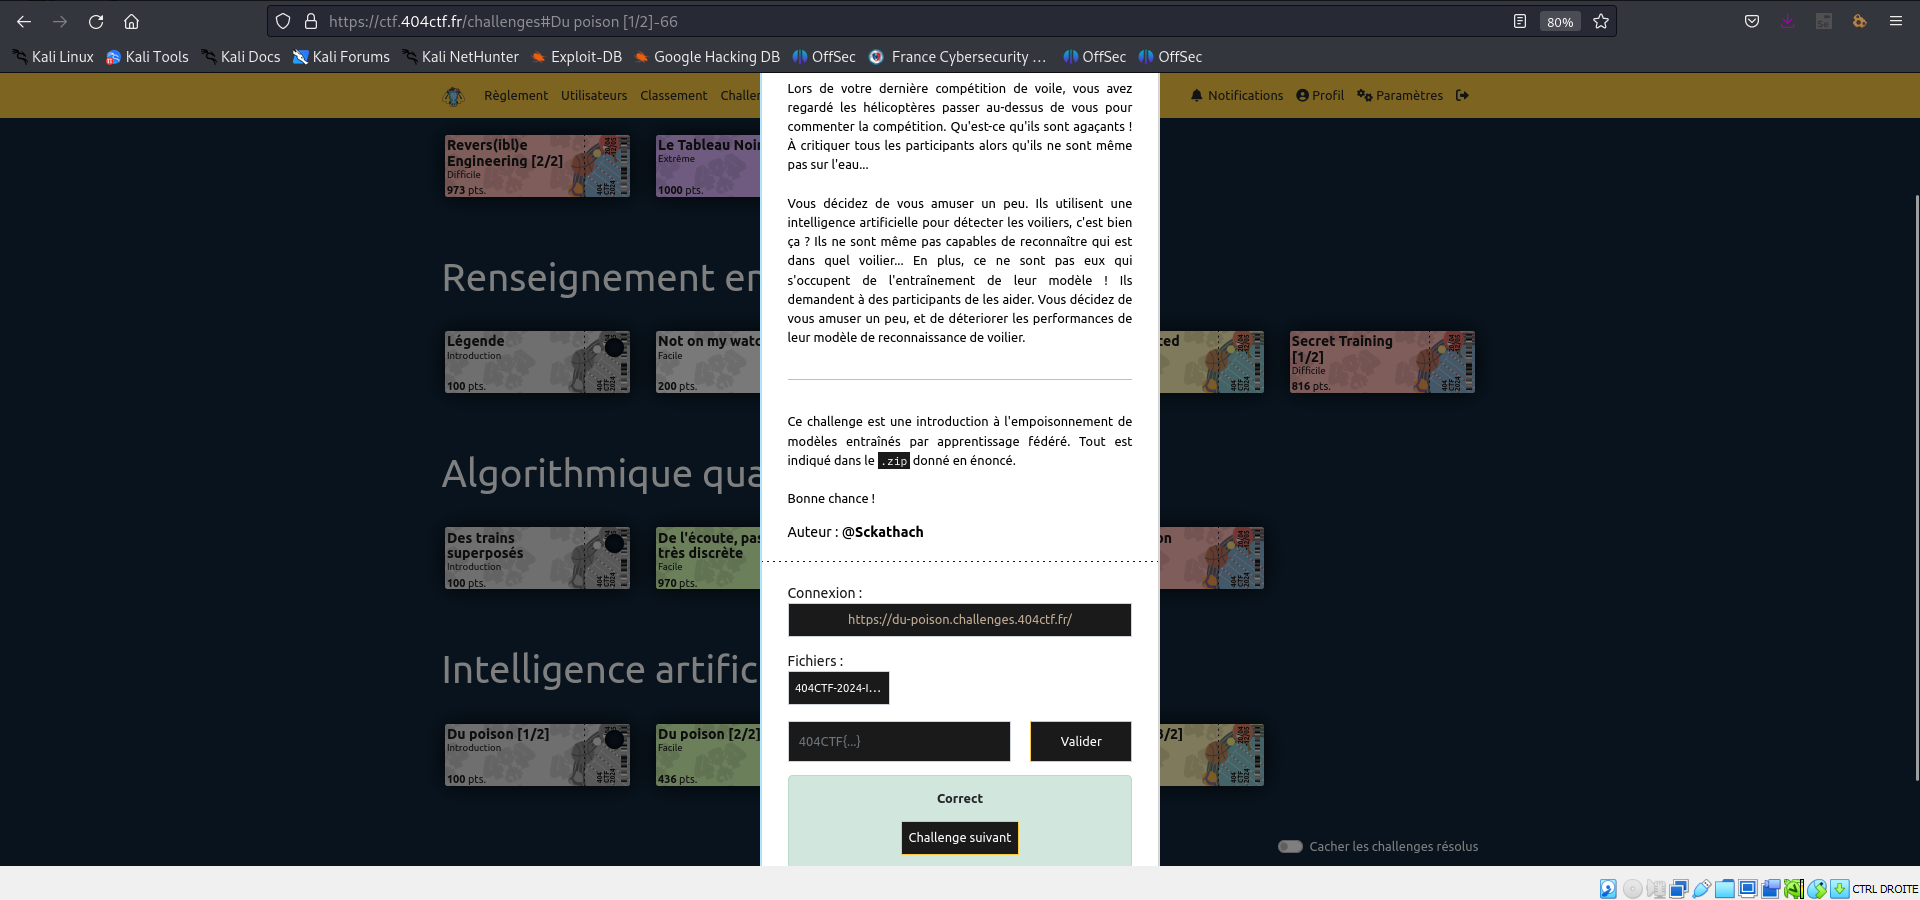 https://ctf.404ctf.fr/challenges#Du poison [1/2]-66
80%
Kali Linux
Kali Tools
Kali Docs
Kali Forums
Kali NetHunter
Exploit-DB
Google Hacking DB
OffSec
France Cybersecurity ...
OffSec
OffSec
Règlement
Utilisateurs
Classement
Challen
Notifications
Profil
Paramètres
Revers(ibl)e
Engineering [2/2]
Difficile
973 pts.
Le Tableau Noir
Extrême
1000 pts.
Renseignement en
Légende
Introduction
100 pts.
Not on my watc
Facile
200 pts.
ted
Secret Training
[1/2]
Difficile
816 pts.
Algorithmique qua
Des trains
superposés
Introduction
100 pts.
De l'écoute, pas
très discrète
Facile
970 pts.
on
Intelligence artific
Du poison [1/2]
Introduction
100 pts.
Du poison [2/2]
Facile
436 pts.
3/2]
Cacher les challenges résolus
Lors de votre dernière compétition de voile, vous avez
regardé les hélicoptères passer au-dessus de vous pour
commenter la compétition. Qu'est-ce qu'ils sont agaçants !
À critiquer tous les participants alors qu'ils ne sont même
pas sur l'eau...
Vous décidez de vous amuser un peu. Ils utilisent une
intelligence artificielle pour détecter les voiliers, c'est bien
ça ? Ils ne sont même pas capables de reconnaître qui est
dans quel voilier... En plus, ce ne sont pas eux qui
s'occupent de l'entraînement de leur modèle ! Ils
demandent à des participants de les aider. Vous décidez de
vous amuser un peu, et de déteriorer les performances de
leur modèle de reconnaissance de voilier.
Ce challenge est une introduction à l'empoisonnement de
modèles entraînés par apprentissage fédéré. Tout est
indiqué dans le .zip donné en énoncé.
Bonne chance !
Auteur : @Sckathach
Connexion :
https://du-poison.challenges.404ctf.fr/
Fichiers :
404CTF-2024-I...
404CTF{...}
Valider
Correct
Challenge suivant
CTRL DROITE